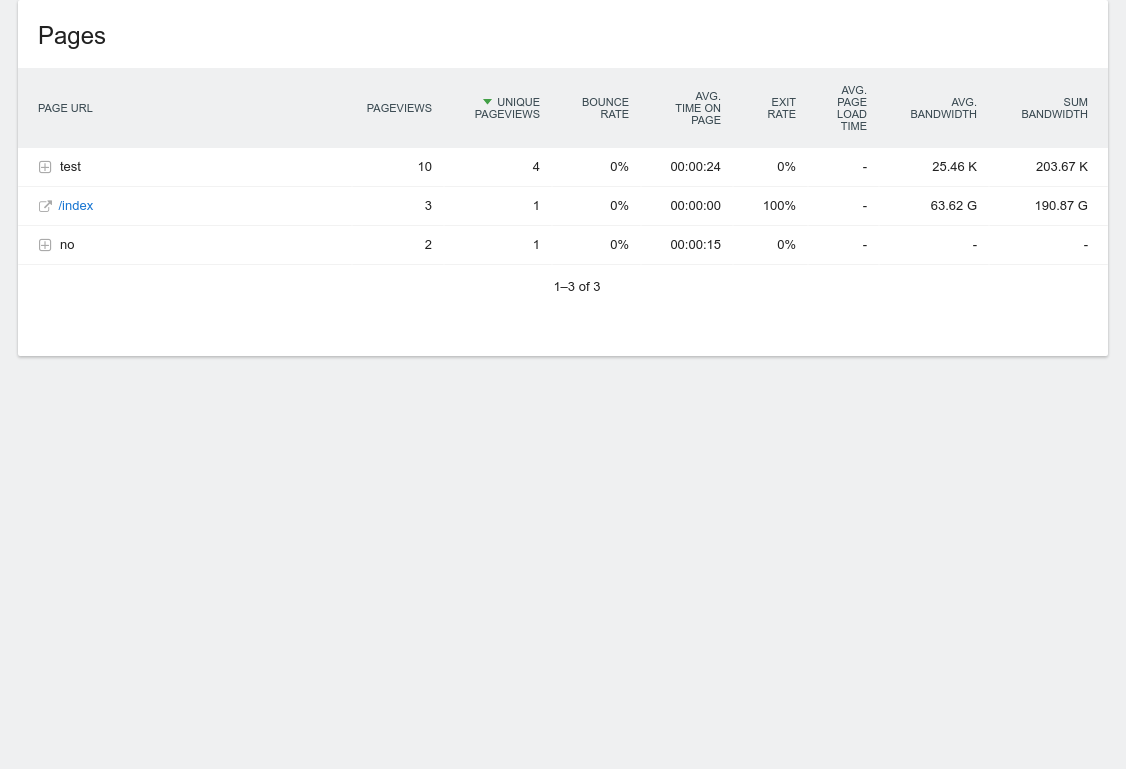 Pages
PAGE URL PAGEVIEWS UNIQUE PAGEVIEWS BOUNCE RATE AVG. TIME ON PAGE EXIT RATE AVG. PAGE LOAD TIME AVG. BANDWIDTH SUM BANDWIDTH
test 10 4 0% 00:00:24 0% - 25.46 K 203.67 K
/index 3 1 0% 00:00:00 100% - 63.62 G 190.87 G
no 2 1 0% 00:00:15 0% - - -
1–3 of 3